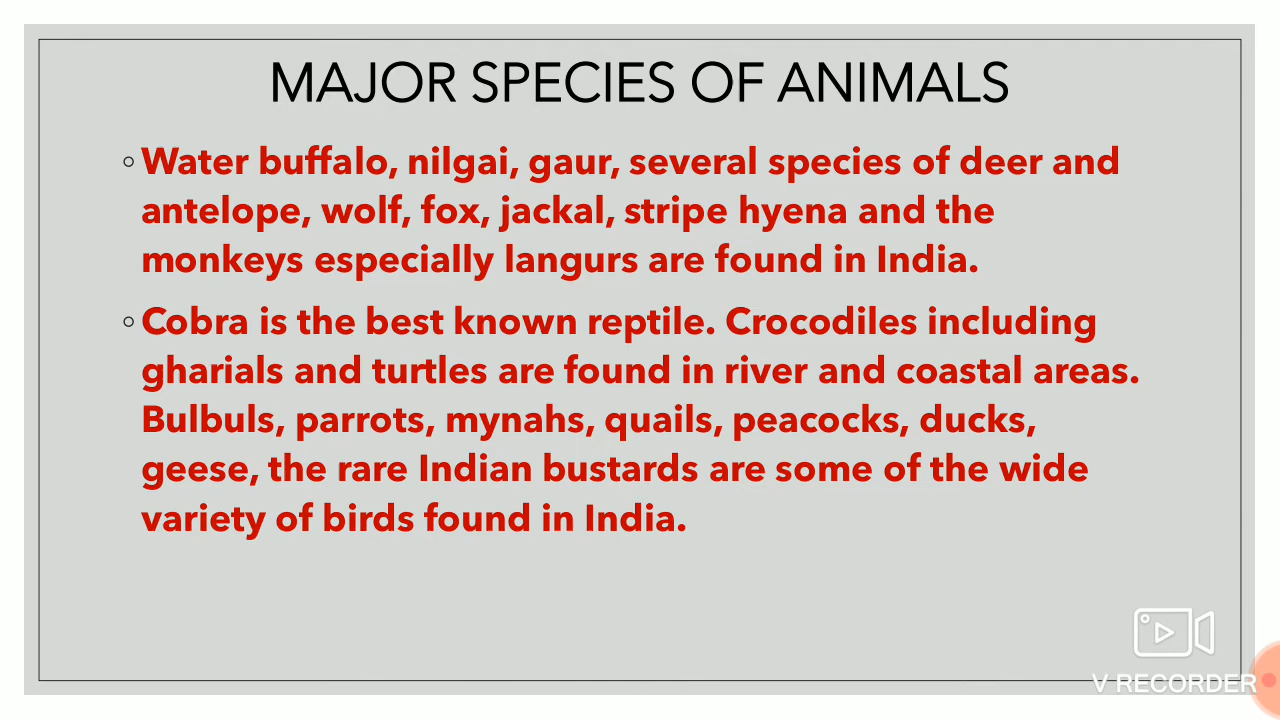 MAJOR SPECIES OF ANIMALS
◦Water buffalo, nilgai, gaur, several species of deer and
antelope, wolf, fox, jackal, stripe hyena and the
monkeys especially langurs are found in India.
◦Cobra is the best known reptile. Crocodiles including
gharials and turtles are found in river and coastal areas.
Bulbuls, parrots, mynahs, quails, peacocks, ducks,
geese, the rare Indian bustards are some of the wide
variety of birds found in India.
V RECORDER